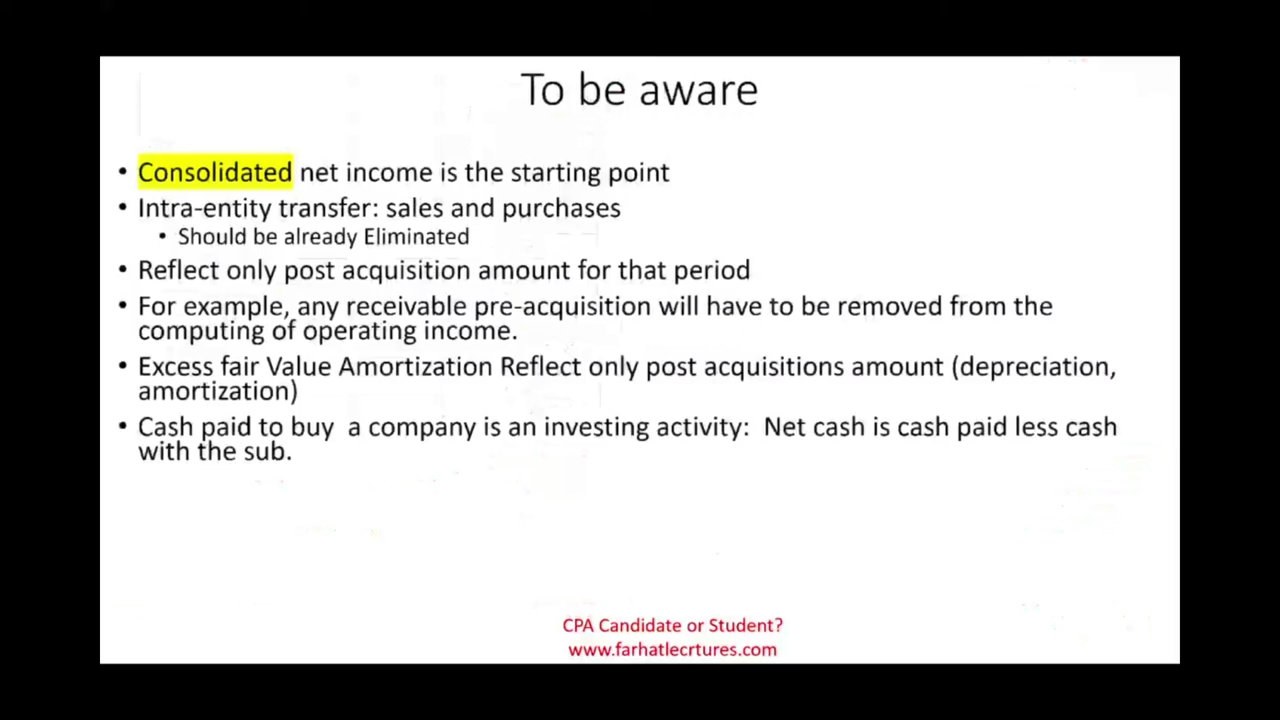 To be aware
• Consolidated net income is the starting point
• Intra-entity transfer: sales and purchases
• Should be already Eliminated
• Reflect only post acquisition amount for that period
• For example, any receivable pre-acquisition will have to be removed from the
computing of operating income.
• Excess fair Value Amortization Reflect only post acquisitions amount (depreciation,
amortization)
• Cash paid to buy  a company is an investing activity:  Net cash is cash paid less cash
with the sub.
CPA Candidate or Student?
www.farhatlecrtures.com